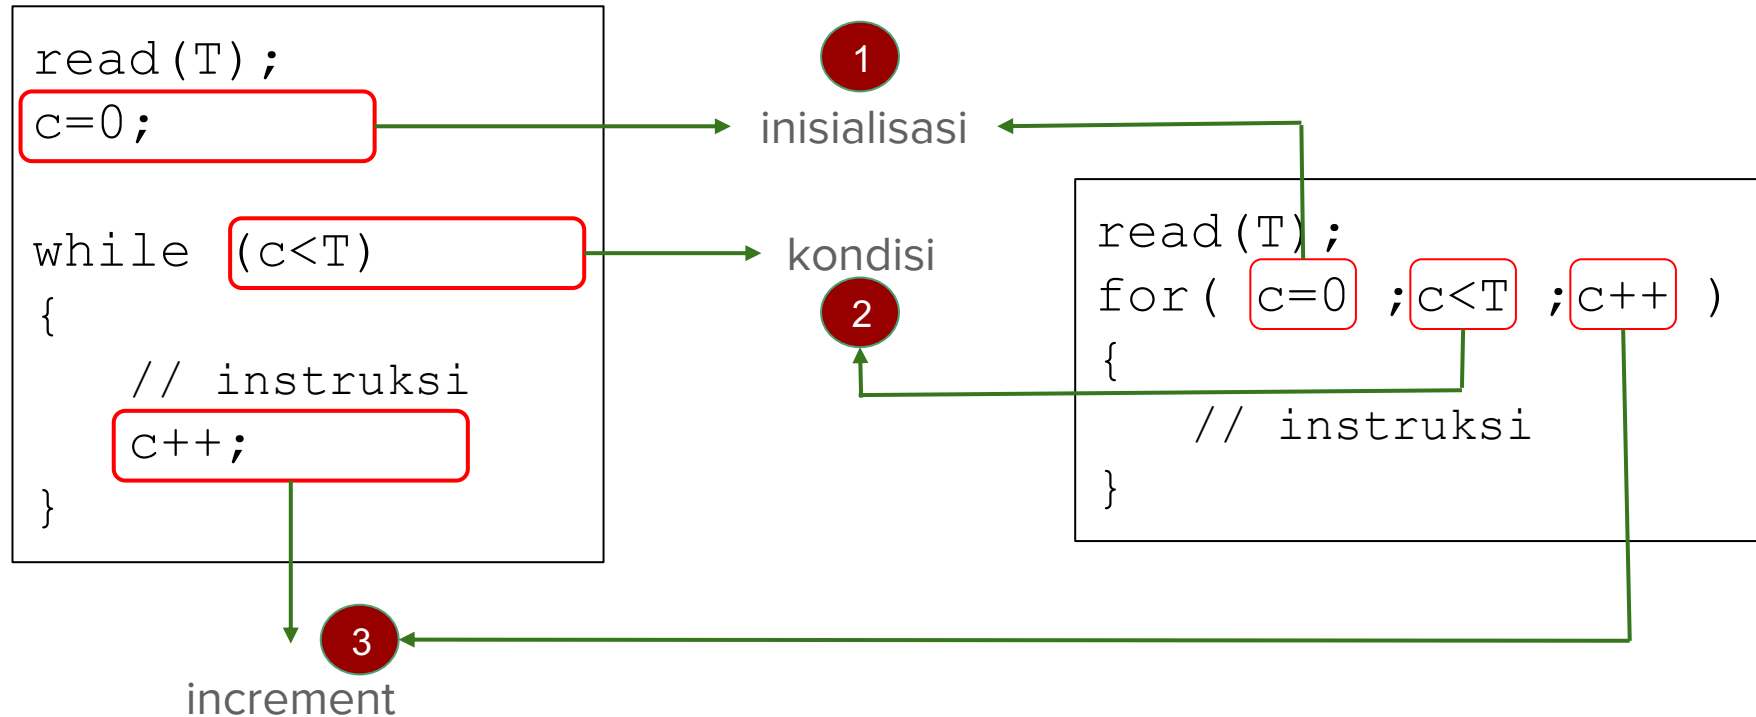 read(T);
c=0;
while (c<T)
{
// instruksi
c++;
}
1
inisialisasi
kondisi
2
3
increment
read(T);
for( c=0 ;c<T ;c++ )
{
// instruksi
}